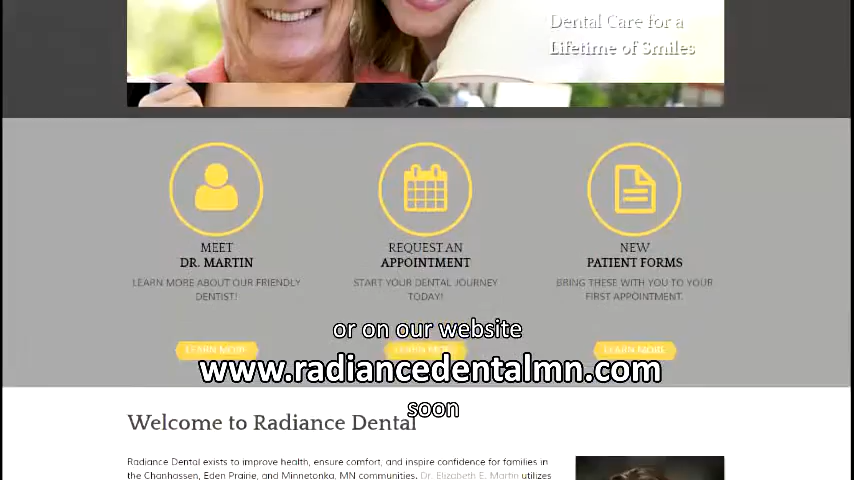 Dental Care for a
Lifetime of Smiles
MEET
DR. MARTIN
LEARN MORE ABOUT OUR FRIENDLY
DENTIST!
LEARN MORE
REQUEST AN
APPOINTMENT
START YOUR DENTAL JOURNEY
TODAY!
LEARN MORE
NEW
PATIENT FORMS
BRING THESE WITH YOU TO YOUR
FIRST APPOINTMENT.
LEARN MORE
or on our website
www.radiancedentalmn.com
soon
Welcome to Radiance Dental
Radiance Dental exists to improve health, ensure comfort, and inspire confidence for families in
the Chanhassen, Eden Prairie, and Minnetonka, MN communities. Dr. Elizabeth E. Martin utilizes